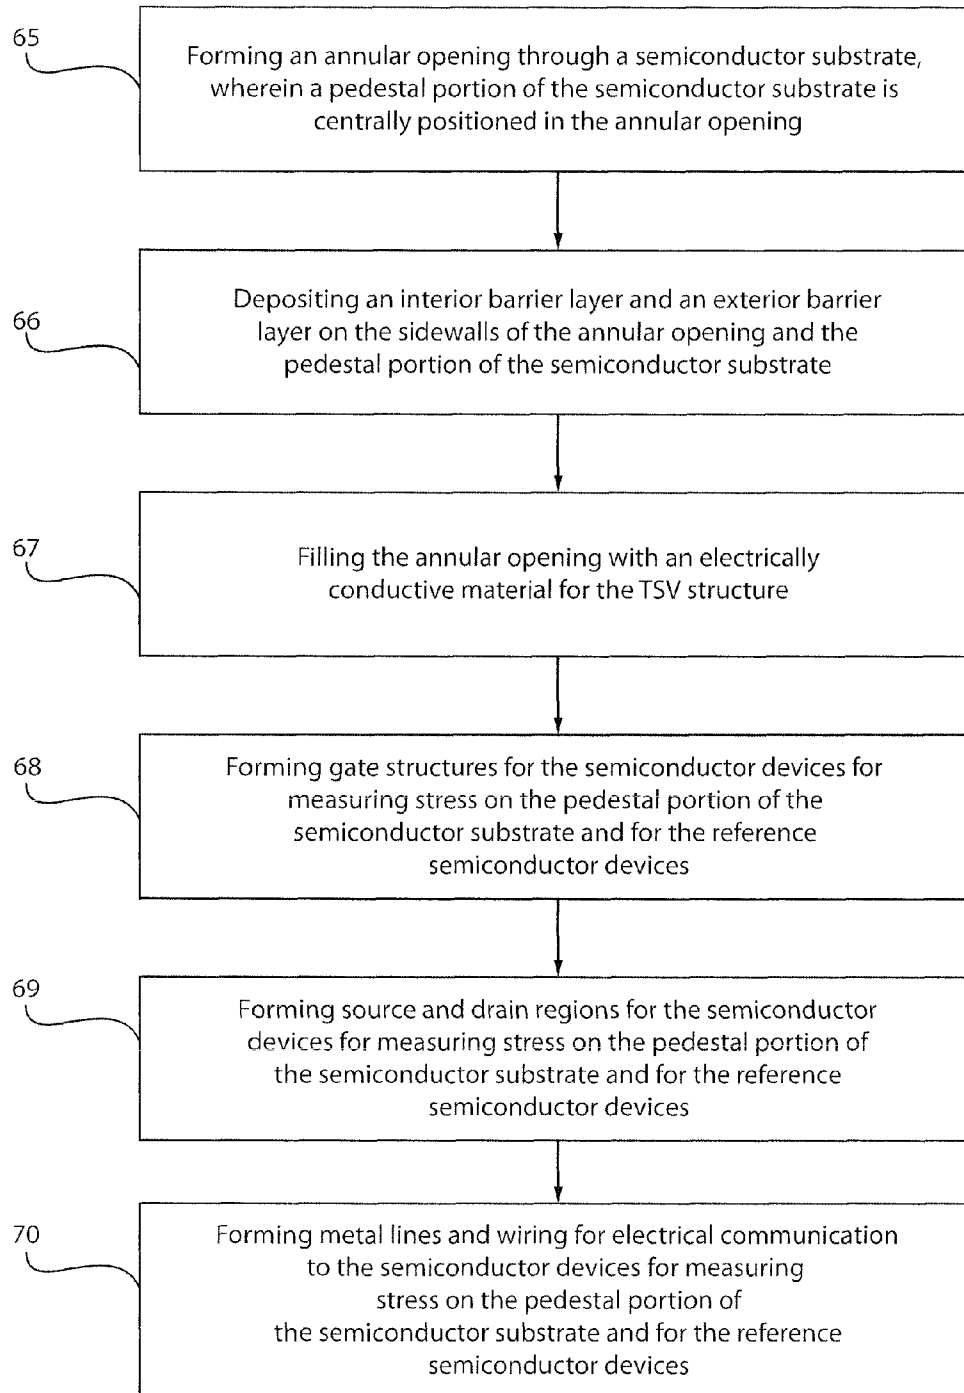 65
Forming an annular opening through a semiconductor substrate,
wherein a pedestal portion of the semiconductor substrate is
centrally positioned in the annular opening
66
Depositing an interior barrier layer and an exterior barrier
layer on the sidewalls of the annular opening and the
pedestal portion of the semiconductor substrate
67
Filling the annular opening with an electrically
conductive material for the TSV structure
68
Forming gate structures for the semiconductor devices for
measuring stress on the pedestal portion of the
semiconductor substrate and for the reference
semiconductor devices
69
Forming source and drain regions for the semiconductor
devices for measuring stress on the pedestal portion of
the semiconductor substrate and for the reference
semiconductor devices
70
Forming metal lines and wiring for electrical communication
to the semiconductor devices for measuring
stress on the pedestal portion of
the semiconductor substrate and for the reference
semiconductor devices